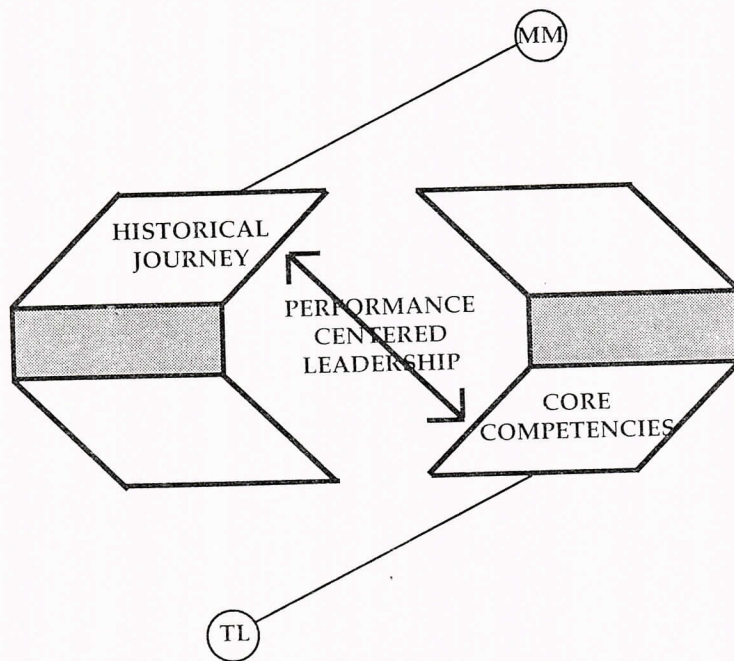 MM
HISTORICAL
JOURNEY
PERFORMANCE
CENTERED
LEADERSHIP
CORE
COMPETENCIES
TL